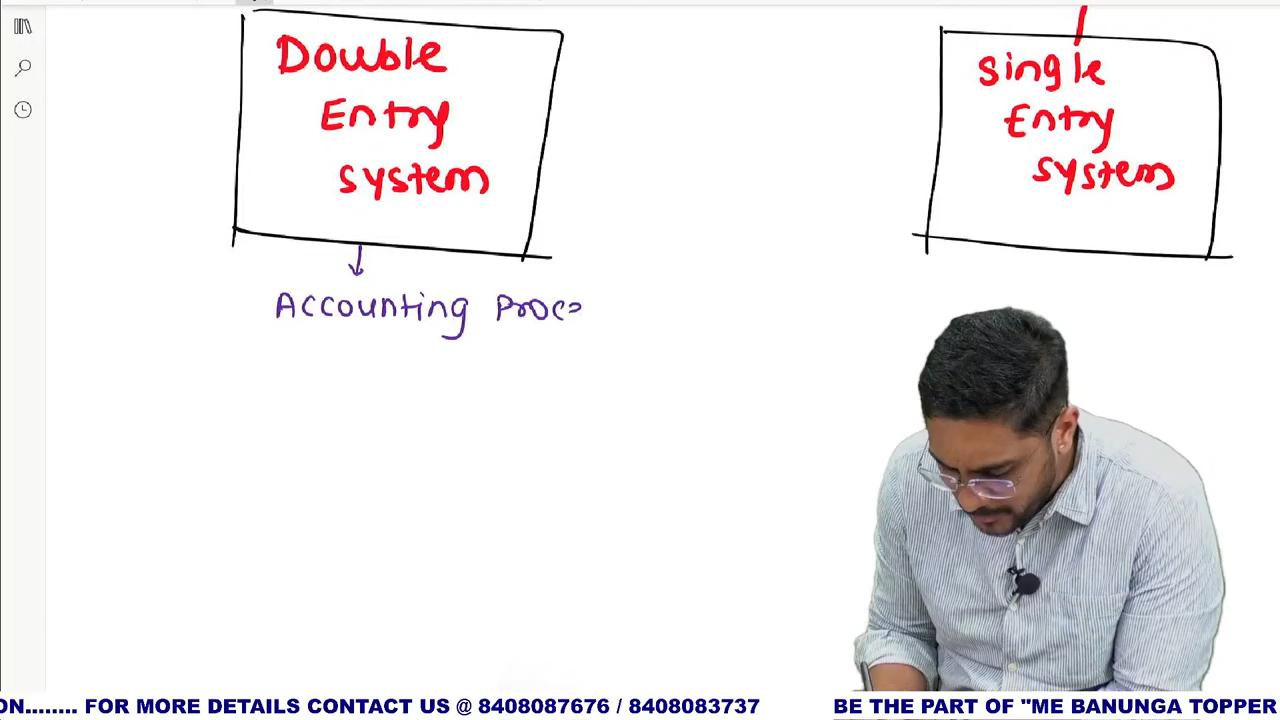 Double
Entry
system
Single
Entry
system
Accounting Proc
ON........ FOR MORE DETAILS CONTACT US @ 8408087676 / 8408083737
BE THE PART OF "ME BANUNGA TOPPER